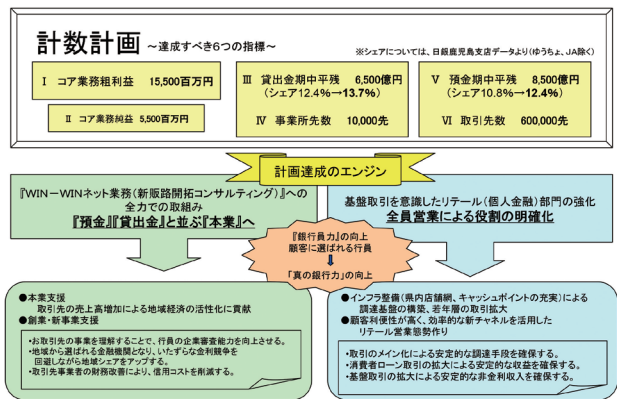 計数計画 ~達成すべき6つの指標~
※シェアについては、日銀鹿児島支店データより(ゆうちょ、JA除く)
Ⅰ コア業務粗利益 15,500百万円
Ⅱ コア業務純益 5,500百万円
Ⅲ 貸出金期中平残 6,500億円
(シェア12.4%→13.7%)
Ⅳ 事業所先数 10,000先
Ⅴ 預金期中平残 8,500億円
(シェア10.8%→12.4%)
Ⅵ 取引先数 600,000先
計画達成のエンジン
『WIN-WINネット業務(新販路開拓コンサルティング)』への
全力での取組み
『預金』『貸出金』と並ぶ『本業』へ
基盤取引を意識したリテール(個人金融)部門の強化
全員営業による役割の明確化
『銀行員力』の向上
顧客に選ばれる行員
「真の銀行力」の向上
●本業支援
取引先の売上高増加による地域経済の活性化に貢献
●創業・新事業支援
・お取引先の事業を理解することで、行員の企業審査能力を向上させる。
・地域から選ばれる金融機関となり、いたずらな金利競争を
回避しながら地域シェアをアップする。
・取引先事業者の財務改善により、信用コストを削減する。
●インフラ整備(県内店舗網、キャッシュポイントの充実)による
調達基盤の構築、若年層の取引拡大
●顧客利便性が高く、効率的な新チャネルを活用した
リテール営業態勢作り
・取引のメイン化による安定的な調達手段を確保する。
・消費者ローン取引の拡大による安定的な収益を確保する。
・基盤取引の拡大による安定的な非金利収入を確保する。